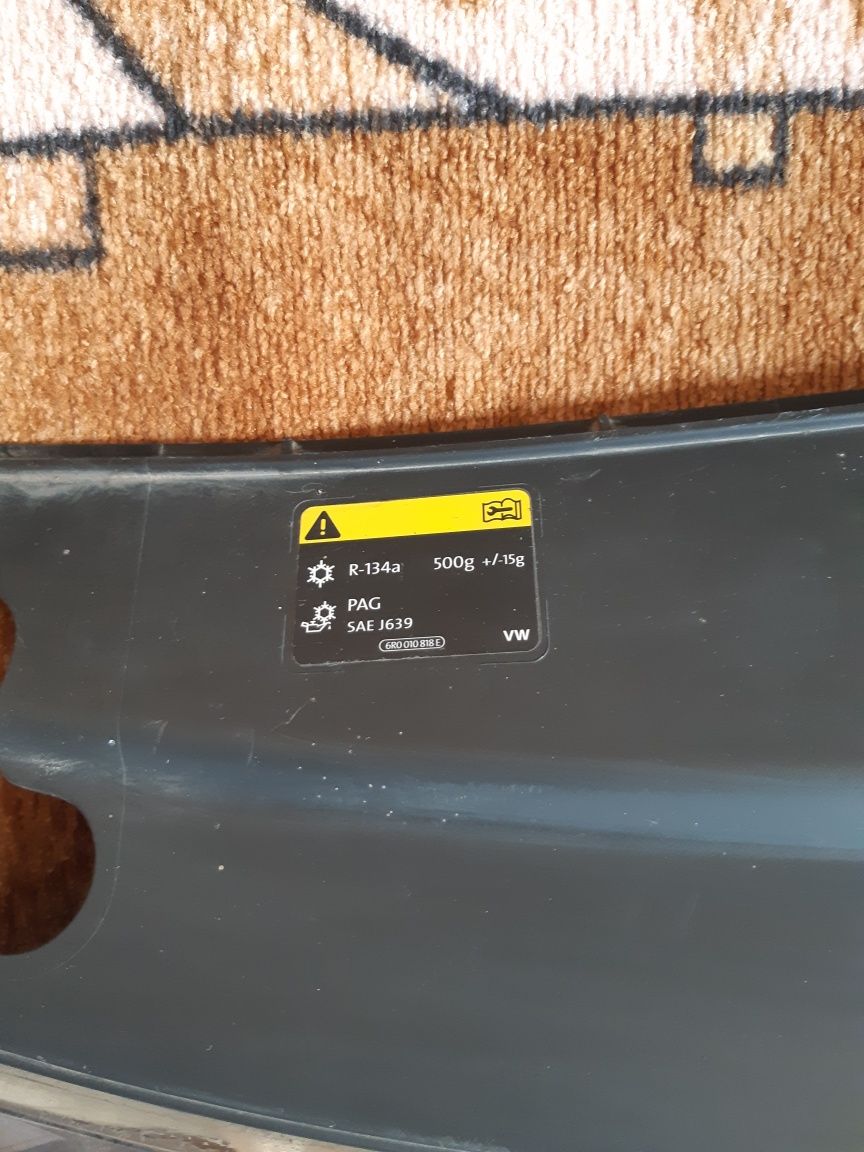 R-134a 500g +/-15g
PAG
SAE J639
6R0 010 818 E
VW